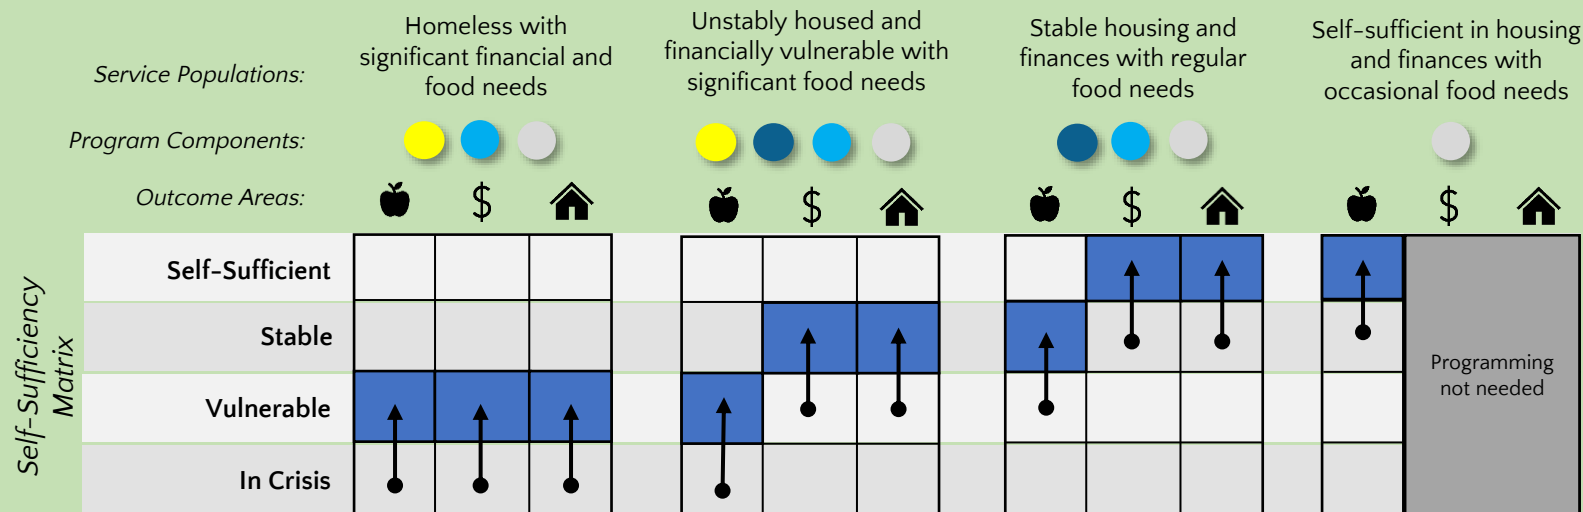 Service Populations:
Homeless with
significant financial and
food needs
Unstably housed and
financially vulnerable with
significant food needs
Stable housing and
finances with regular
food needs
Self-sufficient in housing
and finances with
occasional food needs
Program Components:
Outcome Areas:
$
$
$
$
Self-Sufficiency
Matrix
Self-Sufficient
Stable
Vulnerable
In Crisis
Programming
not needed